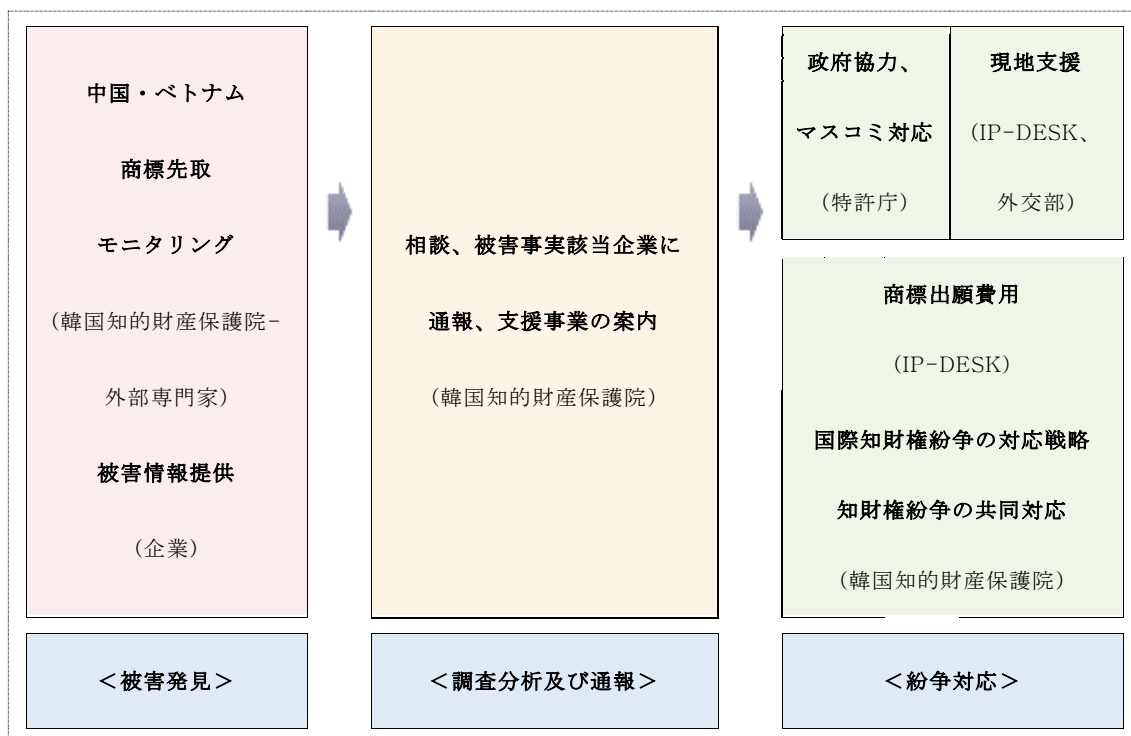 中国・ベトナム
商標先取
モニタリング
（韓国知的財産保護院-
外部専門家）
被害情報提供
（企業）
＜被害発見＞
相談、被害事実該当企業に
通報、支援事業の案内
（韓国知的財産保護院）
＜調査分析及び通報＞
政府協力、
マスコミ対応
（特許庁）
現地支援
（IP-DESK、
外交部）
商標出願費用
（IP-DESK）
国際知財権紛争の対応戦略
知財権紛争の共同対応
（韓国知的財産保護院）
＜紛争対応＞